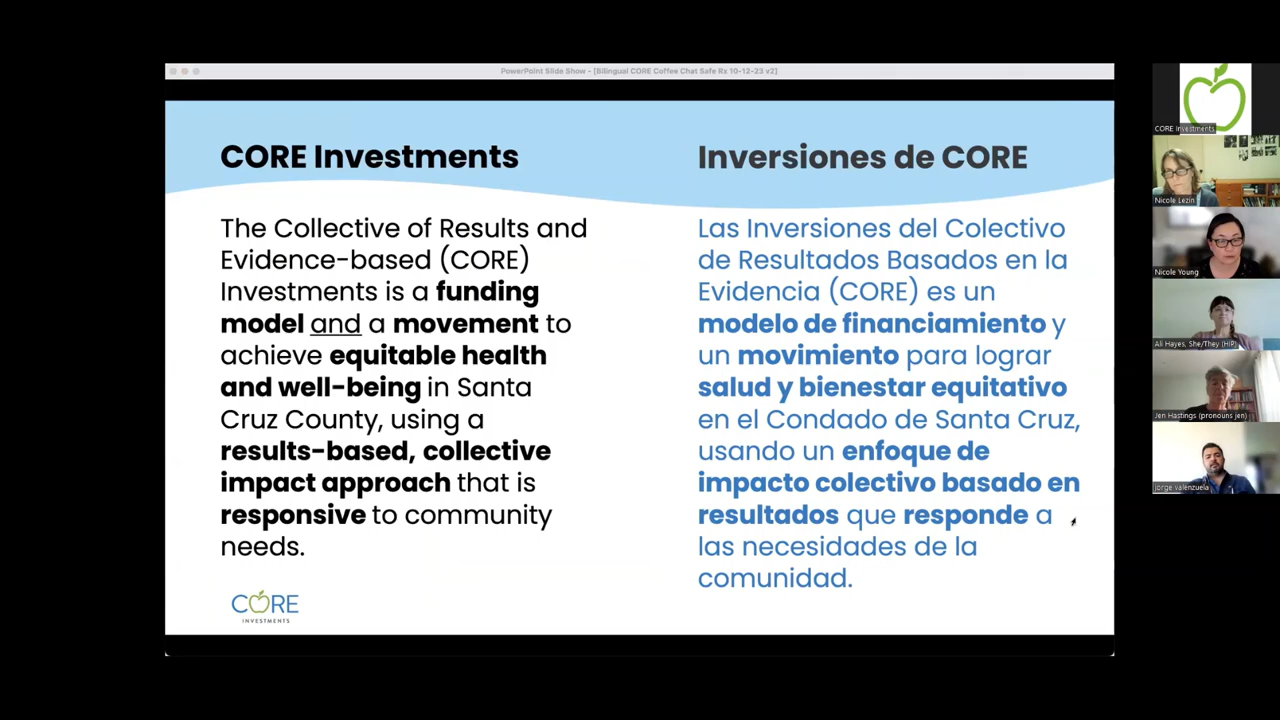 PowerPoint Slide Show - [Bilingual CORE Coffee Chat Safe Rx 10-12-23 v2]
CORE Investments
The Collective of Results and
Evidence-based (CORE)
Investments is a funding
model and a movement to
achieve equitable health
and well-being in Santa
Cruz County, using a
results-based, collective
impact approach that is
responsive to community
needs.
CORE
INVESTMENTS
Inversiones de CORE
Las Inversiones del Colectivo
de Resultados Basados en la
Evidencia (CORE) es un
modelo de financiamiento y
un movimiento para lograr
salud y bienestar equitativo
en el Condado de Santa Cruz,
usando un enfoque de
impacto colectivo basado en
resultados que responde a
las necesidades de la
comunidad.
CORE Investments
Nicole Lezin
Nicole Young
Ali Hayes, She/They (HIP)
Jen Hastings (pronouns jen)
Jorge Valenzuela